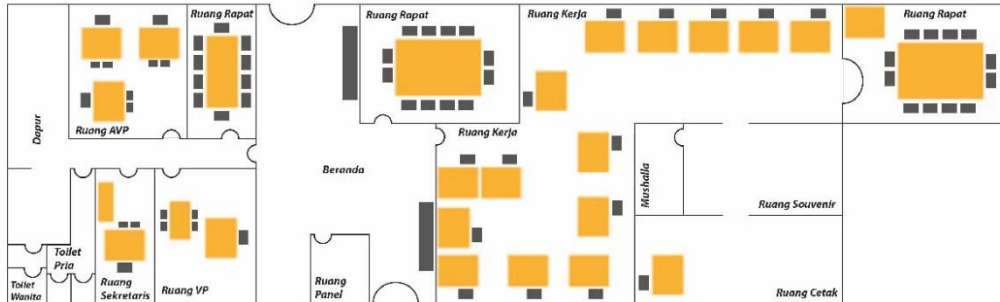 Ruang Rapat
Ruang Rapat
Ruang Kerja
Ruang Rapat
Dapur
Ruang AVP
Ruang Kerja
Beranda
Mushalla
Ruang Souvenir
Toilet
Pria
Toilet
Wanita
Ruang
Sekretaris
Ruang VP
Ruang
Panel
Ruang Cetak